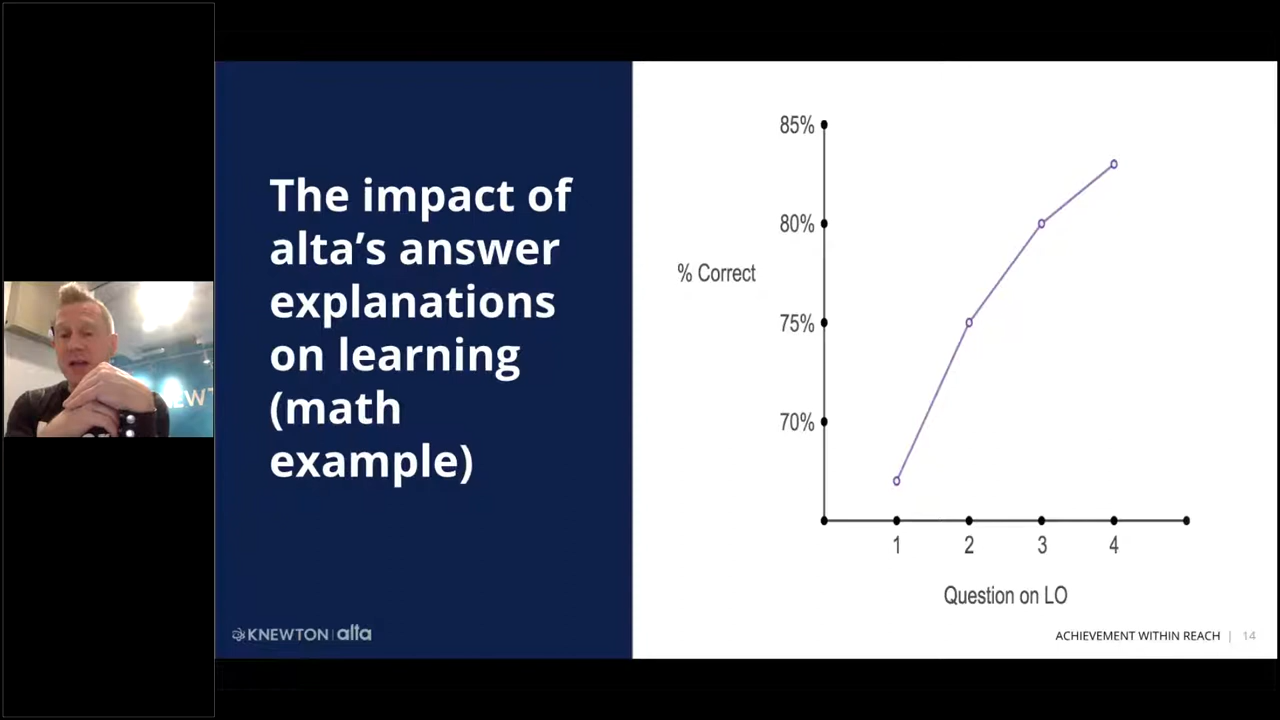 The impact of
alta’s answer
explanations
on learning
(math
example)
KNEWTON | alta
85%
80%
% Correct
75%
70%
1 2 3 4
Question on LO
ACHIEVEMENT WITHIN REACH | 14